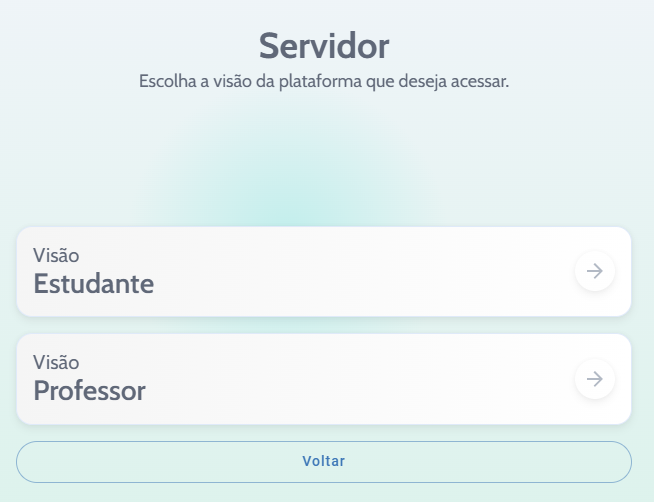 Servidor
Escolha a visão da plataforma que deseja acessar.
Visão
Estudante
Visão
Professor
Voltar